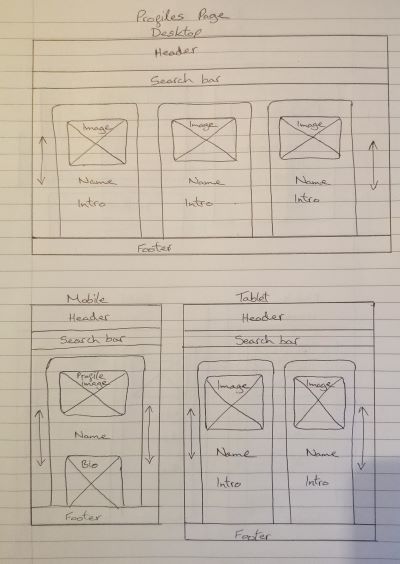 Profiles Page
Desktop
Header
Search bar
Image Image Image
Name Name Name
Intro Intro Intro
Footer
Mobile
Header
Search bar
Profile
Image
Name
Bio
Footer
Tablet
Header
Search bar
Image Image
Name Name
Intro Intro
Footer